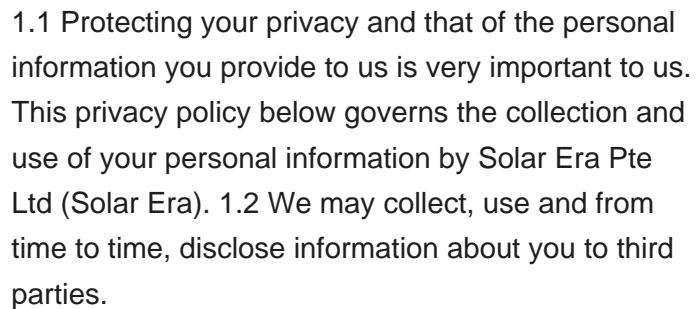 1.1 Protecting your privacy and that of the personal
information you provide to us is very important to us.
This privacy policy below governs the collection and
use of your personal information by Solar Era Pte
Ltd (Solar Era). 1.2 We may collect, use and from
time to time, disclose information about you to third
parties.